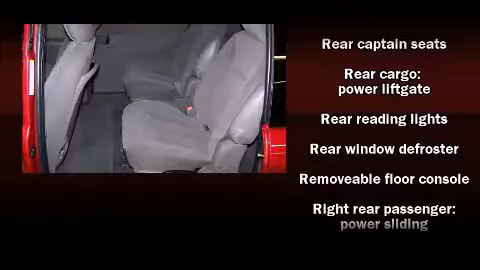 Rear captain seats
Rear cargo:
power liftgate
Rear reading lights
Rear window defroster
Removeable floor console
Right rear passenger:
power sliding